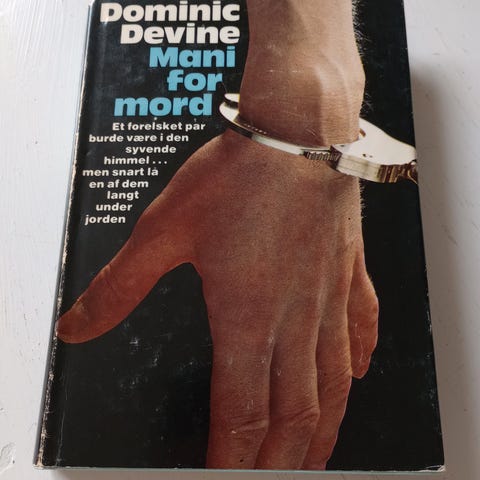 Dominic
Devine
Mani
for
mord
Et forelsket par
burde være i den
syvende
himmel...
men snart lå
en af dem
langt
under
jorden